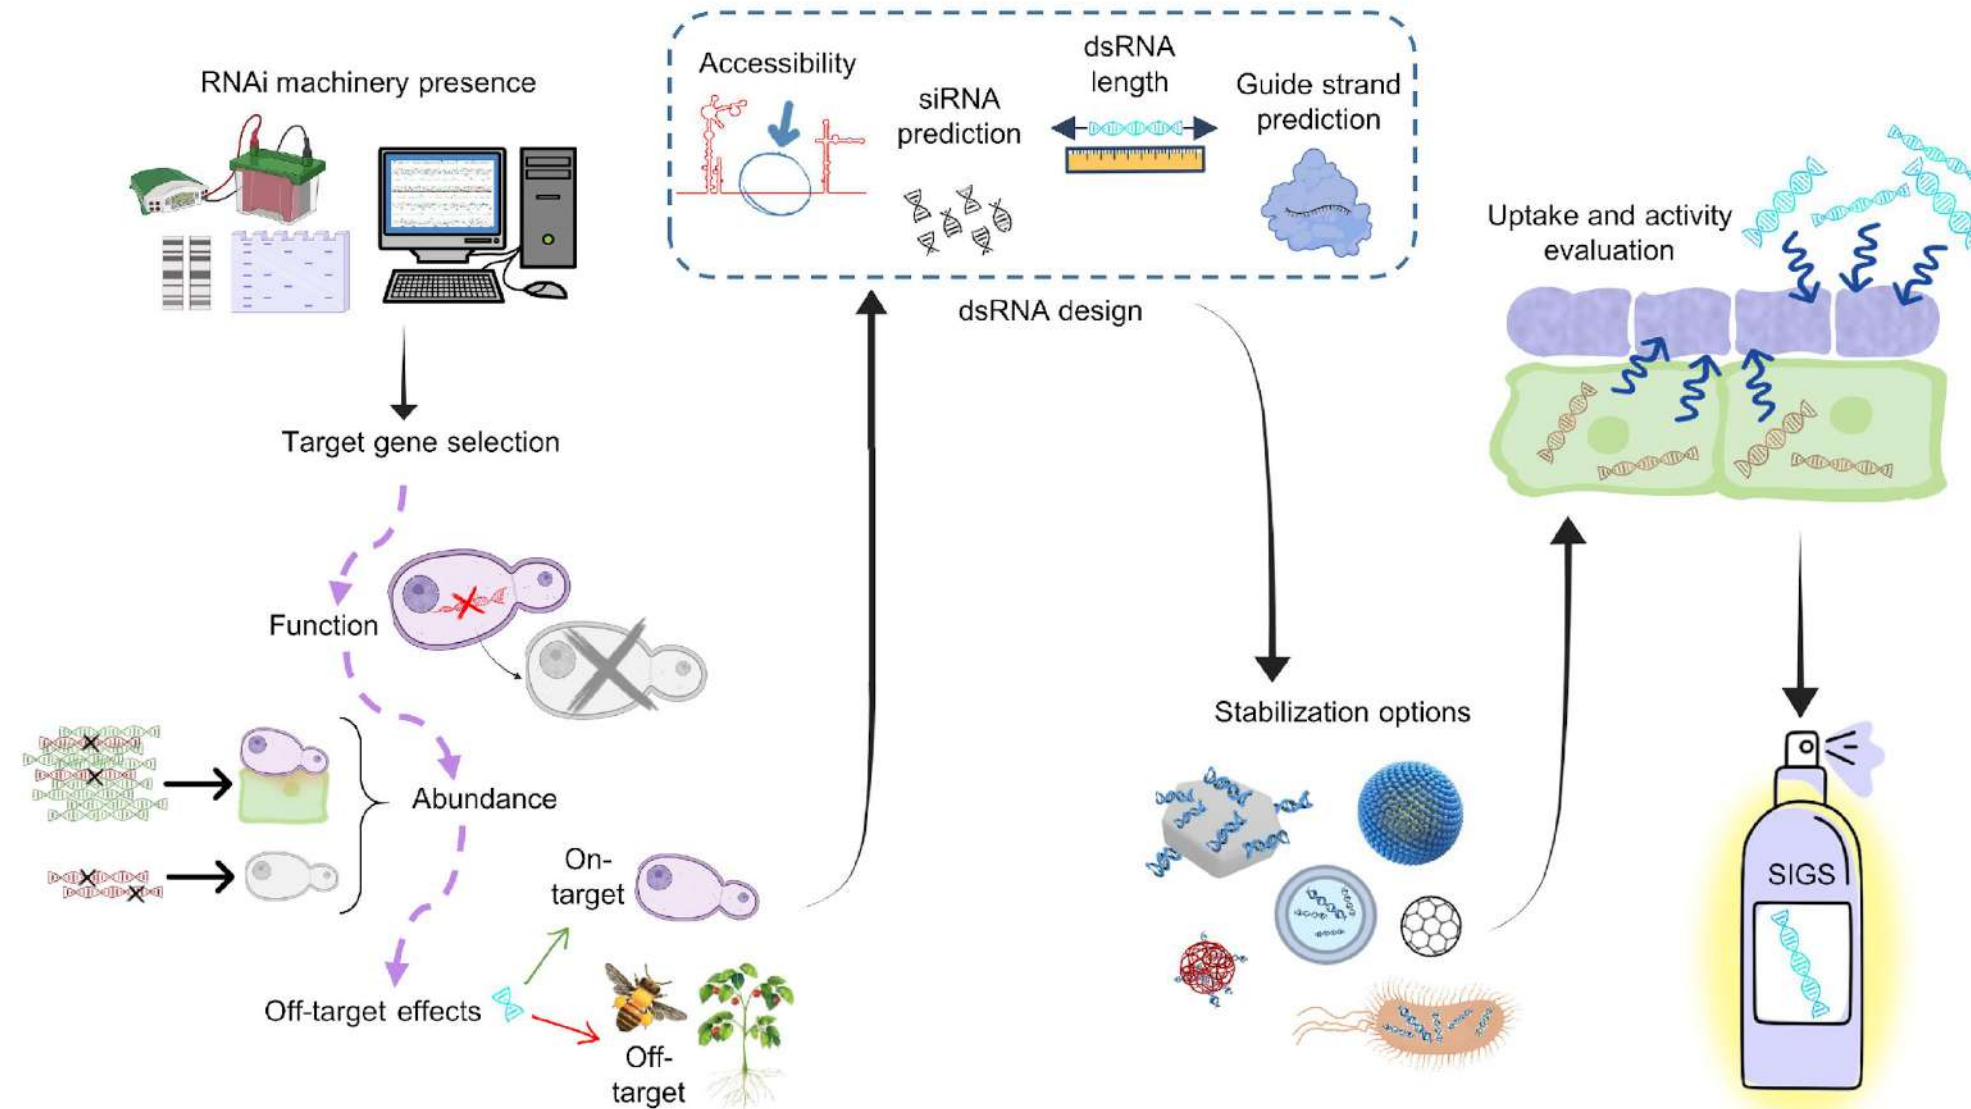 RNAi machinery presence
Target gene selection
Function
Abundance
On-
target
Off-target effects
Off-
target
Accessibility
siRNA
prediction
dsRNA
length
Guide strand
prediction
dsRNA design
Stabilization options
Uptake and activity
evaluation
SIGS